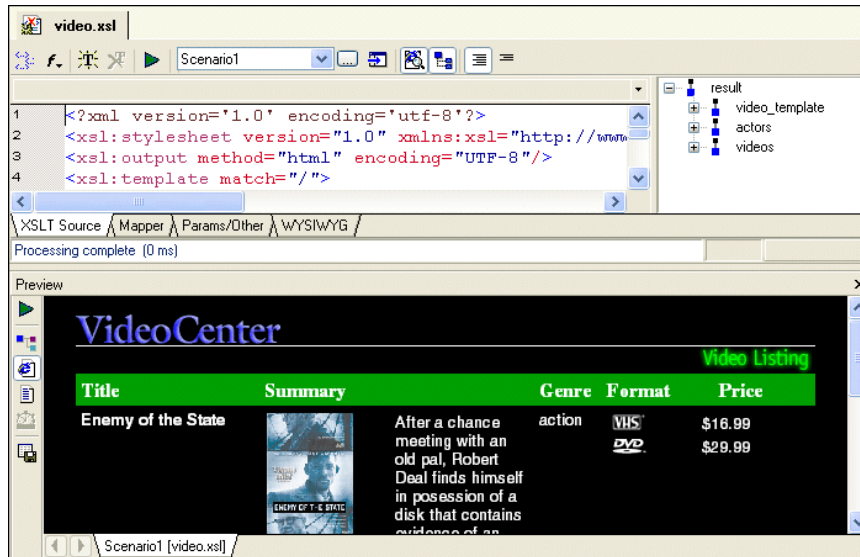 video.xsl
Scenario1
1 <?xml version='1.0' encoding='utf-8'?>
2 <xsl:stylesheet version="1.0" xmlns:xsl="http://www
3 <xsl:output method="html" encoding="UTF-8"/>
4 <xsl:template match="/">
result
video_template
actors
videos
XSLT Source Mapper Params/Other WYSIWYG
Processing complete (0 ms)
Preview
VideoCenter
Video Listing
Title Summary Genre Format Price
Enemy of the State
ENEMY OF THE STATE
After a chance
meeting with an
old pal, Robert
Deal finds himself
in posession of a
disk that contains
evidence of an
action
VHS $16.99
DVD $29.99
Scenario1 [video.xsl]